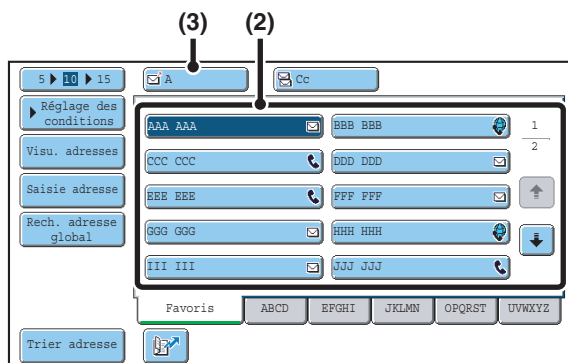 (3) (2)
5 10 15
A
Cc
Réglage des
conditions
Visu. adresses
Saisie adresse
Rech. adresse
global
AAA AAA
BBB BBB
CCC CCC
DDD DDD
EEE EEE
FFF FFF
GGG GGG
HHH HHH
III III
JJJ JJJ
1
2
Favoris ABCD EFGHI JKLMN OPQRST UVWXYZ
Trier adresse